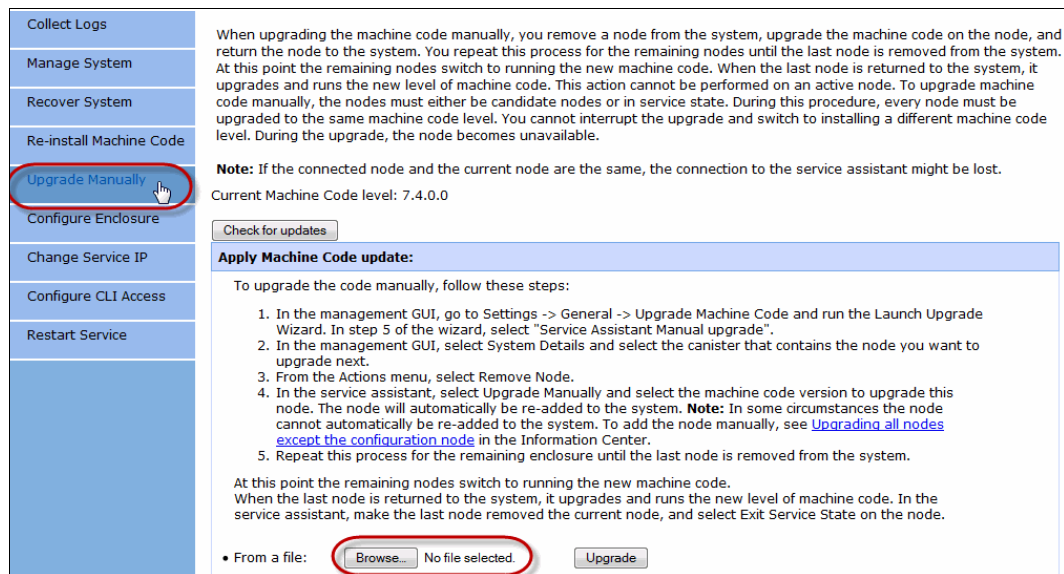 Collect Logs
Manage System
Recover System
Re-install Machine Code
Upgrade Manually
Configure Enclosure
Change Service IP
Configure CLI Access
Restart Service
When upgrading the machine code manually, you remove a node from the system, upgrade the machine code on the node, and
return the node to the system. You repeat this process for the remaining nodes until the last node is removed from the system.
At this point the remaining nodes switch to running the new machine code. When the last node is returned to the system, it
upgrades and runs the new level of machine code. This action cannot be performed on an active node. To upgrade machine
code manually, the nodes must either be candidate nodes or in service state. During this procedure, every node must be
upgraded to the same machine code level. You cannot interrupt the upgrade and switch to installing a different machine code
level. During the upgrade, the node becomes unavailable.
Note: If the connected node and the current node are the same, the connection to the service assistant might be lost.
Current Machine Code level: 7.4.0.0
Check for updates
Apply Machine Code update:
To upgrade the code manually, follow these steps:
1. In the management GUI, go to Settings -> General -> Upgrade Machine Code and run the Launch Upgrade
Wizard. In step 5 of the wizard, select "Service Assistant Manual upgrade".
2. In the management GUI, select System Details and select the canister that contains the node you want to
upgrade next.
3. From the Actions menu, select Remove Node.
4. In the service assistant, select Upgrade Manually and select the machine code version to upgrade this
node. The node will automatically be re-added to the system. Note: In some circumstances the node
cannot automatically be re-added to the system. To add the node manually, see Upgrading all nodes
except the configuration node in the Information Center.
5. Repeat this process for the remaining enclosure until the last node is removed from the system.
At this point the remaining nodes switch to running the new machine code.
When the last node is returned to the system, it upgrades and runs the new level of machine code. In the
service assistant, make the last node removed the current node, and select Exit Service State on the node.
• From a file: Browse... No file selected. Upgrade